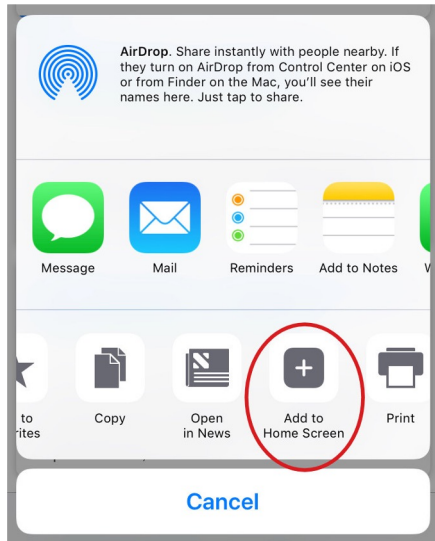 AirDrop. Share instantly with people nearby. If
they turn on AirDrop from Control Center on iOS
or from Finder on the Mac, you'll see their
names here. Just tap to share.
Message
Mail
Reminders
Add to Notes
W
to
rites
Copy
Open
in News
Add to
Home Screen
Print
Cancel